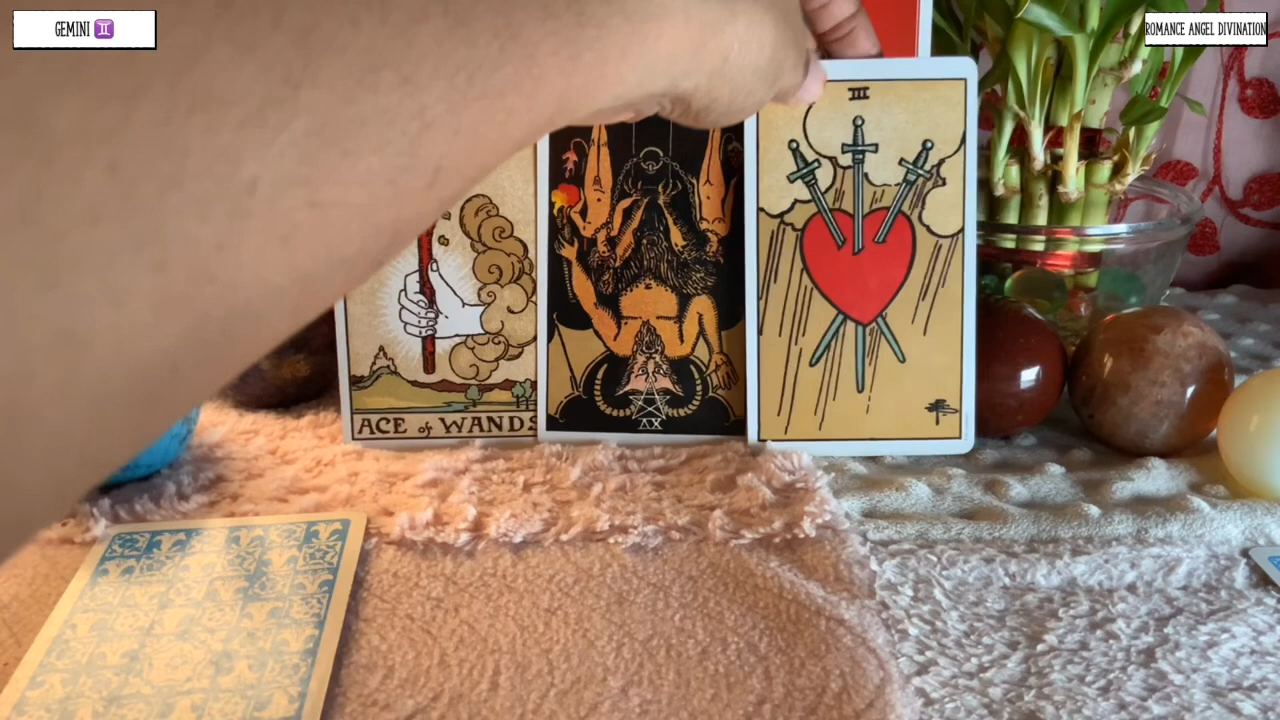 GEMINI ♊
ROMANCE ANGEL DIVINATION
III
ACE of WANDS
XV